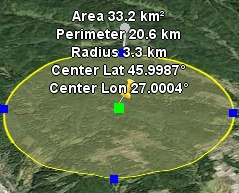 Area 33.2 km²
Perimeter 20.6 km
Radius 3.3 km
Center Lat 45.9987°
Center Lon 27.0004°